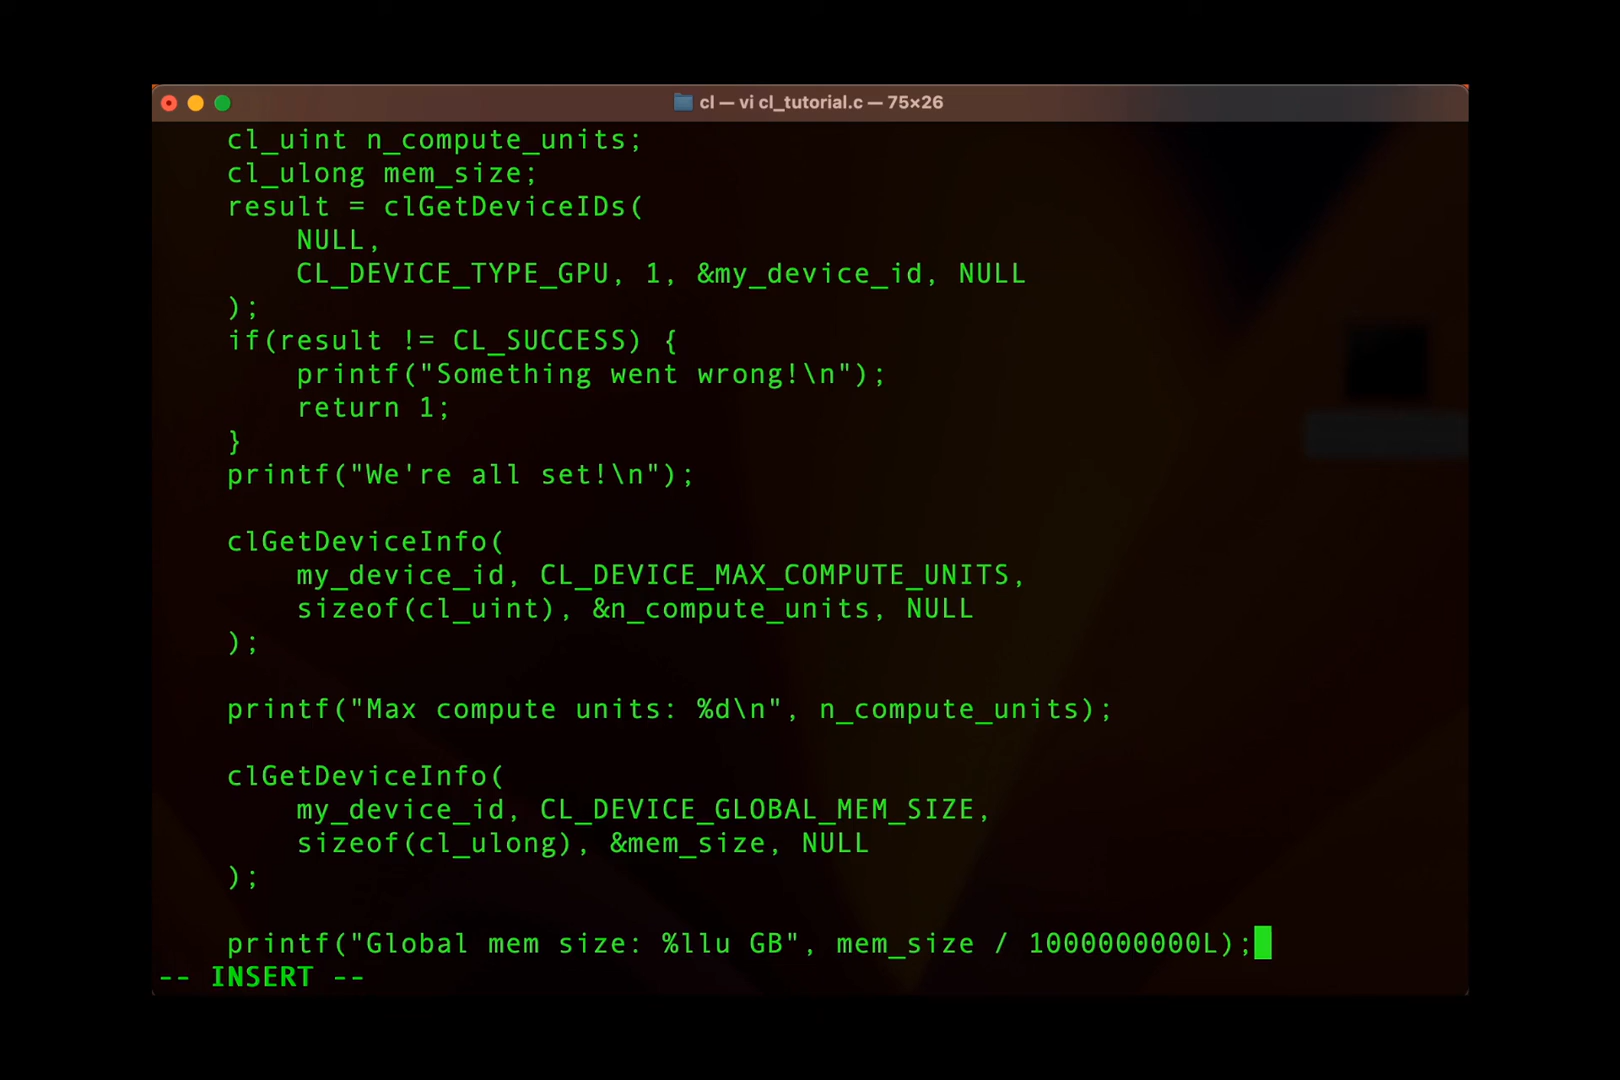 cl — vi cl_tutorial.c — 75×26
cl_uint n_compute_units;
cl_ulong mem_size;
result = clGetDeviceIDs(
NULL,
CL_DEVICE_TYPE_GPU, 1, &my_device_id, NULL
);
if(result != CL_SUCCESS) {
printf("Something went wrong!\n");
return 1;
}
printf("We're all set!\n");
clGetDeviceInfo(
my_device_id, CL_DEVICE_MAX_COMPUTE_UNITS,
sizeof(cl_uint), &n_compute_units, NULL
);
printf("Max compute units: %d\n", n_compute_units);
clGetDeviceInfo(
my_device_id, CL_DEVICE_GLOBAL_MEM_SIZE,
sizeof(cl_ulong), &mem_size, NULL
);
printf("Global mem size: %llu GB", mem_size / 1000000000L);
-- INSERT --